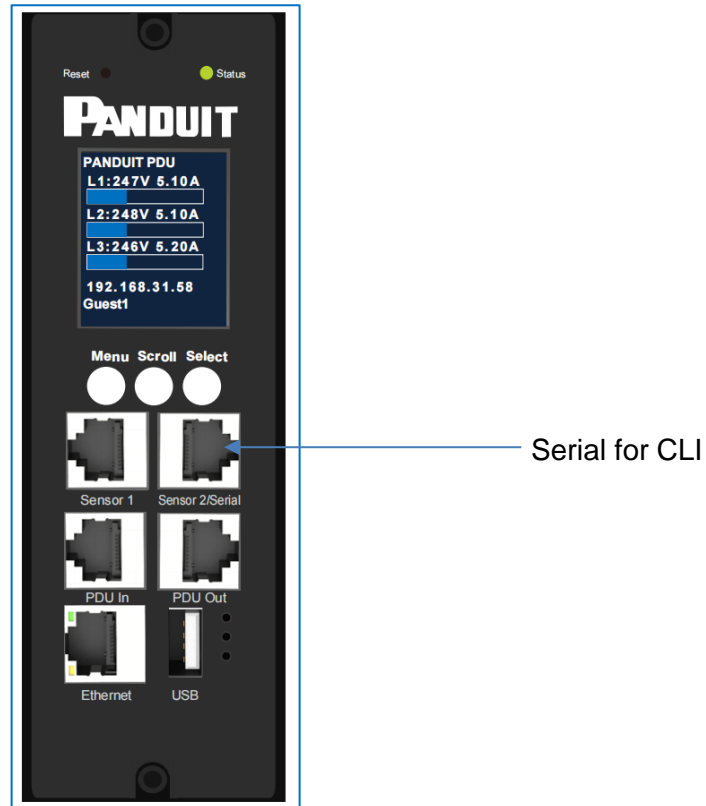 Reset Status
PANDUIT
PANDUIT PDU
L1:247V 5.10A
L2:248V 5.10A
L3:246V 5.20A
192.168.31.58
Guest1
Menu Scroll Select
Serial for CLI
Sensor 1 Sensor 2/Serial
PDU In PDU Out
Ethernet USB